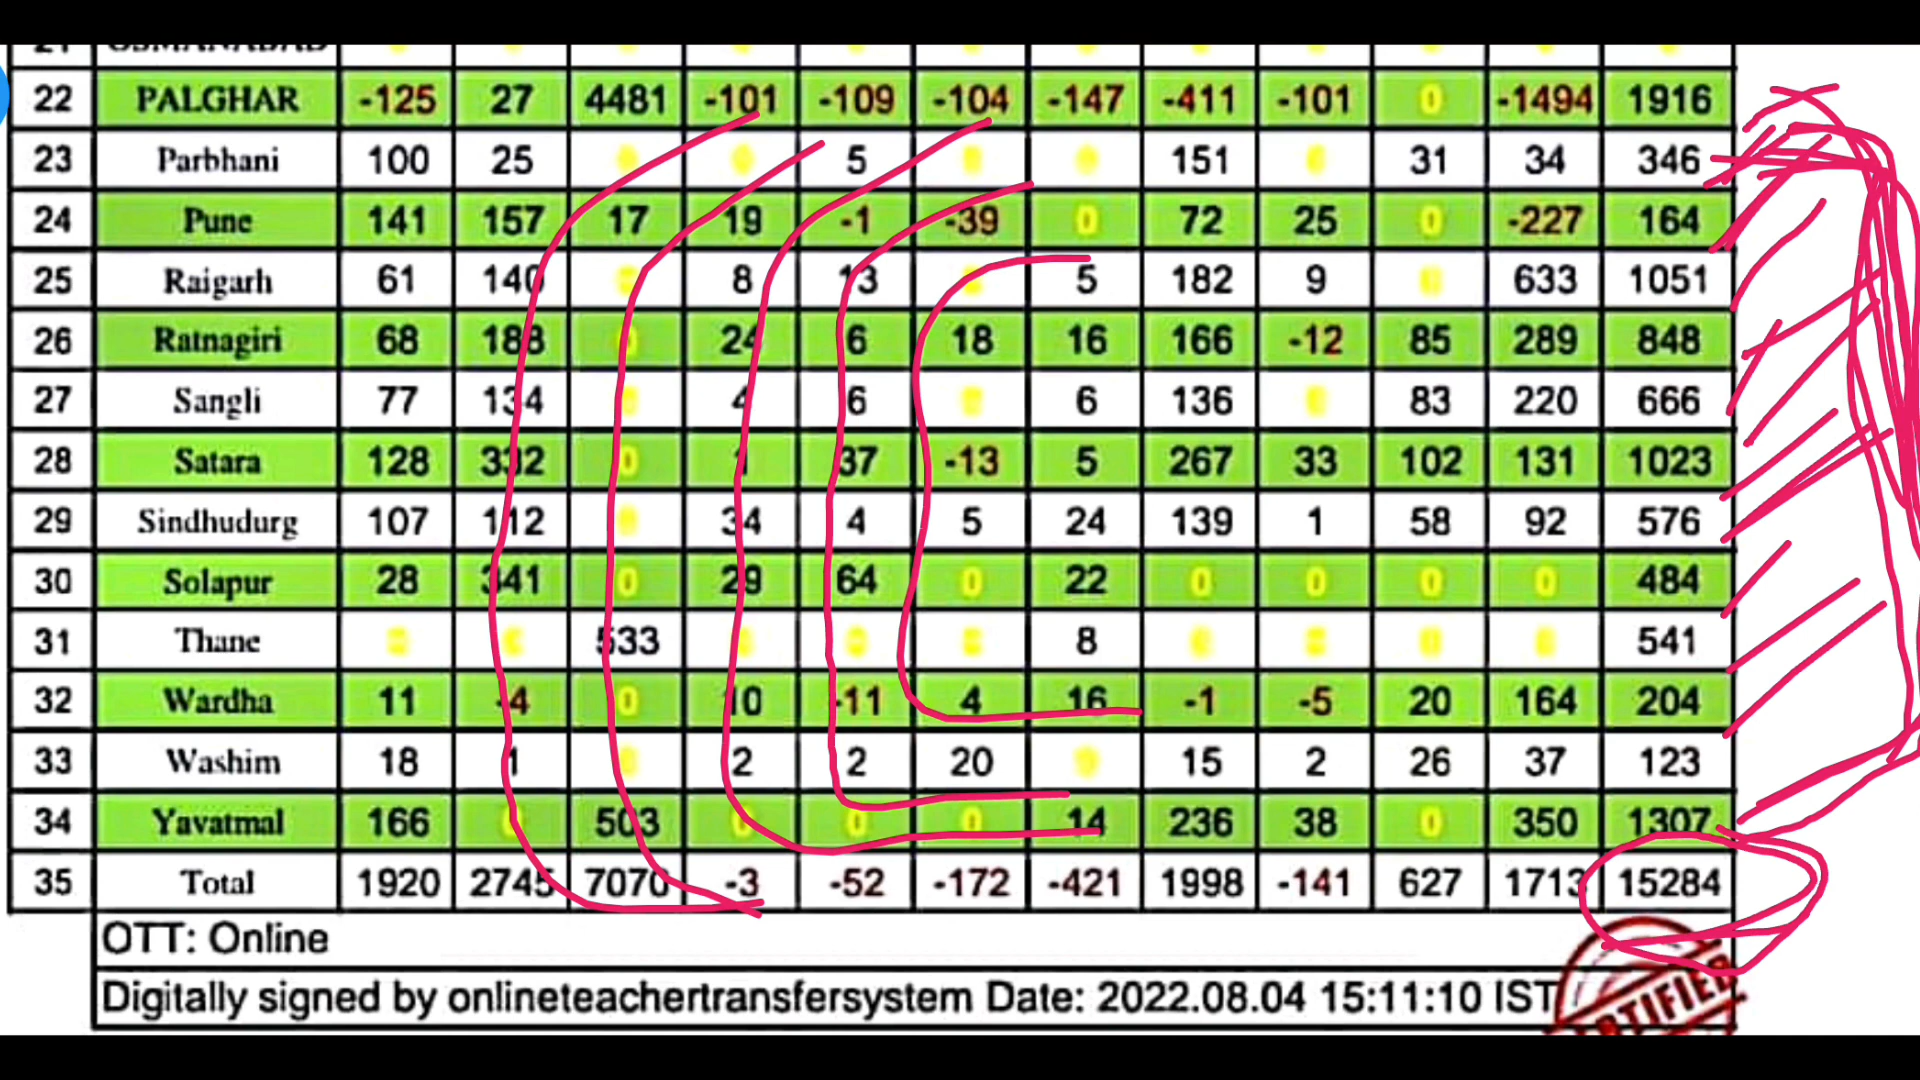 22 PALGHAR -125 27 4481 -101 -109 -104 -147 -411 -101 0 -1494 1916
23 Parbhani 100 25 0 0 5 0 0 151 0 31 34 346
24 Pune 141 157 17 19 -1 -39 0 72 25 0 -227 164
25 Raigarh 61 140 0 8 13 0 5 182 9 0 633 1051
26 Ratnagiri 68 188 0 24 6 18 16 166 -12 85 289 848
27 Sangli 77 134 0 4 6 0 6 136 0 83 220 666
28 Satara 128 332 0 1 37 -13 5 267 33 102 131 1023
29 Sindhudurg 107 112 0 34 4 5 24 139 1 58 92 576
30 Solapur 28 341 0 29 64 0 22 0 0 0 0 484
31 Thane 0 0 533 0 0 0 8 0 0 0 0 541
32 Wardha 11 -4 0 10 -11 4 16 -1 -5 20 164 204
33 Washim 18 1 0 2 2 20 0 15 2 26 37 123
34 Yavatmal 166 0 503 0 0 0 14 236 38 0 350 1307
35 Total 1920 2745 7070 -3 -52 -172 -421 1998 -141 627 1713 15284
OTT: Online
Digitally signed by onlineteachertransfersystem Date: 2022.08.04 15:11:10 IST